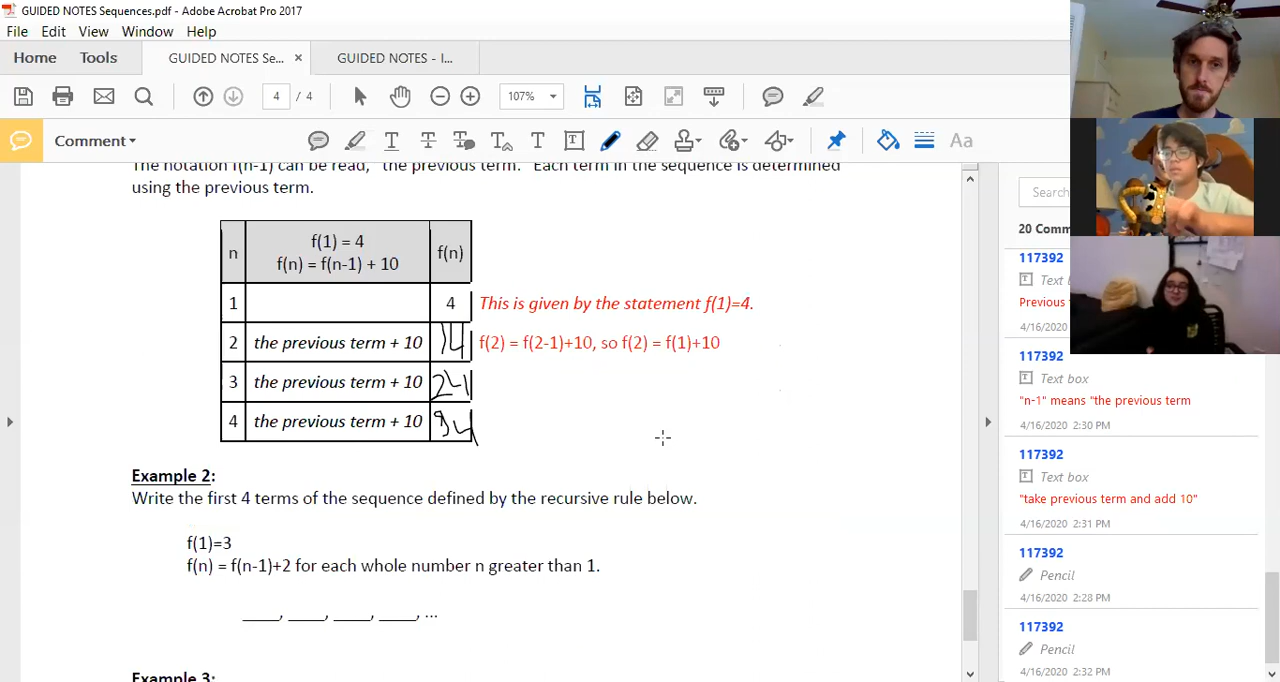 GUIDED NOTES Sequences.pdf - Adobe Acrobat Pro 2017
File Edit View Window Help
Home Tools GUIDED NOTES Se... × GUIDED NOTES - I...
4 / 4 107%
Comment Aa
The notation f(n-1) can be read, "the previous term." Each term in the sequence is determined
using the previous term.
n f(1) = 4 f(n)
f(n) = f(n-1) + 10
1 4 This is given by the statement f(1)=4.
2 the previous term + 10 14 f(2) = f(2-1)+10, so f(2) = f(1)+10
3 the previous term + 10 24
4 the previous term + 10 34
Example 2:
Write the first 4 terms of the sequence defined by the recursive rule below.
f(1)=3
f(n) = f(n-1)+2 for each whole number n greater than 1.
____, ____, ____, ____, ...
Example 3:
Search
20 Comm
117392
Text b
Previous t
4/16/2020
117392
Text box
"n-1" means "the previous term
4/16/2020 2:30 PM
117392
Text box
"take previous term and add 10"
4/16/2020 2:31 PM
117392
Pencil
4/16/2020 2:28 PM
117392
Pencil
4/16/2020 2:32 PM